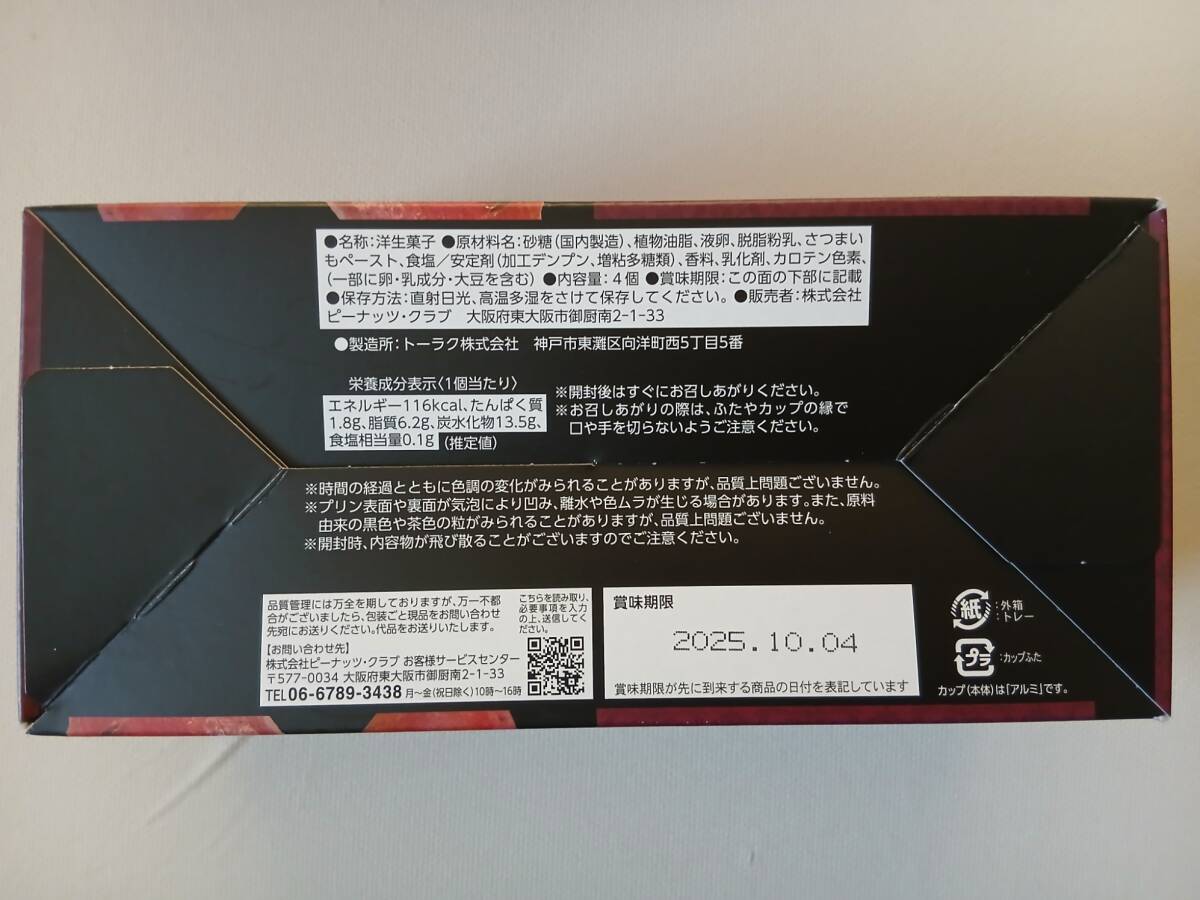 ●名称：洋生菓子 ●原材料名：砂糖（国内製造）、植物油脂、液卵、脱脂粉乳、さつまい
もペースト、食塩／安定剤（加工デンプン、増粘多糖類）、香料、乳化剤、カロテン色素、
（一部に卵・乳成分・大豆を含む） ●内容量：４個 ●賞味期限：この面の下部に記載
●保存方法：直射日光、高温多湿をさけて保存してください。 ●販売者：株式会社
ピーナッツ・クラブ　大阪府東大阪市御厨南2-1-33
●製造所：トーラク株式会社　神戸市東灘区向洋町西5丁目5番
栄養成分表示〈1個当たり〉
エネルギー116kcal、たんぱく質
1.8g、脂質6.2g、炭水化物13.5g、
食塩相当量0.1g（推定値）
※開封後はすぐにお召しあがりください。
※お召しあがりの際は、ふたやカップの縁で
口や手を切らないようご注意ください。
※時間の経過とともに色調の変化がみられることがありますが、品質上問題ございません。
※プリン表面や裏面が気泡により凹み、離水や色ムラが生じる場合があります。また、原料
由来の黒色や茶色の粒がみられることがありますが、品質上問題ございません。
※開封時、内容物が飛び散ることがございますのでご注意ください。
品質管理には万全を期しておりますが、万一不都
合がございましたら、包装ごと現品をお問い合わせ
先宛にお送りください。代品をお送りいたします。
【お問い合わせ先】
株式会社ピーナッツ・クラブ お客様サービスセンター
〒577-0034 大阪府東大阪市御厨南2-1-33
TEL06-6789-3438 月〜金（祝日除く）10時〜16時
こちらを読み取り、
必要事項を入力
の上、送信してく
ださい。
賞味期限
2025.10.04
賞味期限が先に到来する商品の日付を表記しています
紙：外箱
：トレー
プラ：カップふた
カップ（本体）は「アルミ」です。